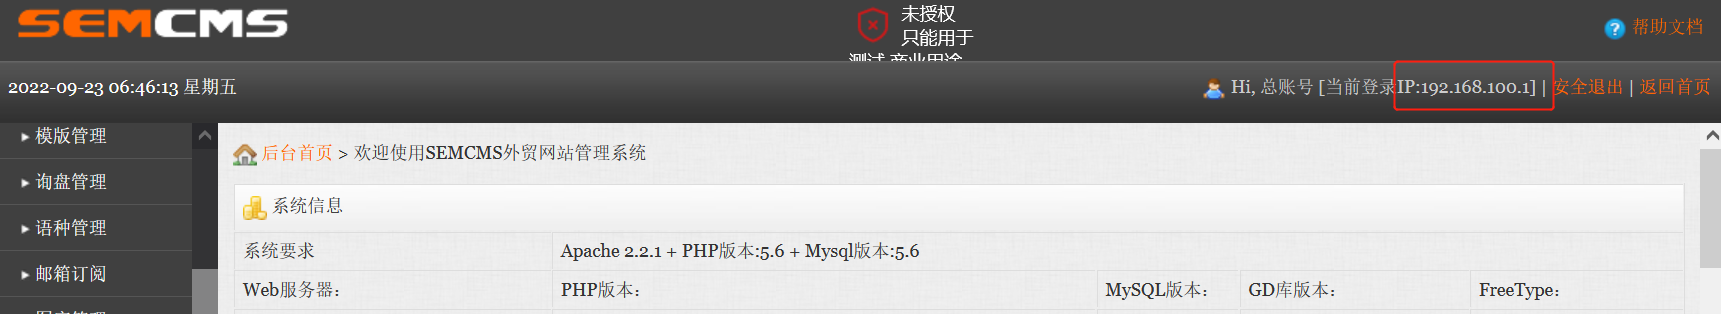 SEMCMS
未授权
只能用于
测试,商业用途
帮助文档
2022-09-23 06:46:13 星期五
Hi, 总账号 [当前登录IP:192.168.100.1] | 安全退出 | 返回首页
模版管理
询盘管理
语种管理
邮箱订阅
后台首页 > 欢迎使用SEMCMS外贸网站管理系统
系统信息
系统要求
Apache 2.2.1 + PHP版本:5.6 + Mysql版本:5.6
Web服务器：
PHP版本：
MySQL版本：
GD库版本：
FreeType：